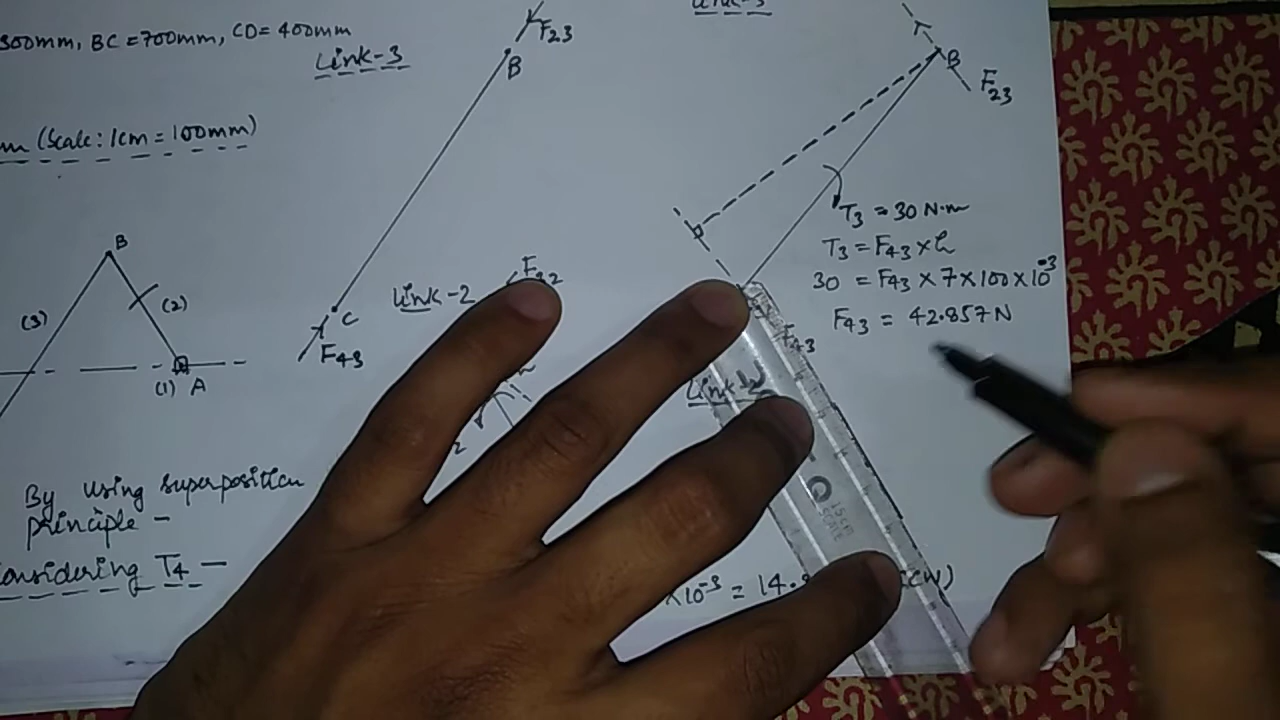 300mm, BC=700mm, CD=400mm
Link-3
F23
B
(Scale: 1cm = 100mm)
B
(3)
(2)
(1) A
C
F43
Link-2
By using superposition
principle -
Considering T4 -
B
F23
T3 = 30 N.m
T3 = F43 × h
30 = F43 × 7 × 100 × 10⁻³
F43 = 42.857 N
F43
Link
×10⁻³ = 14.
15cm